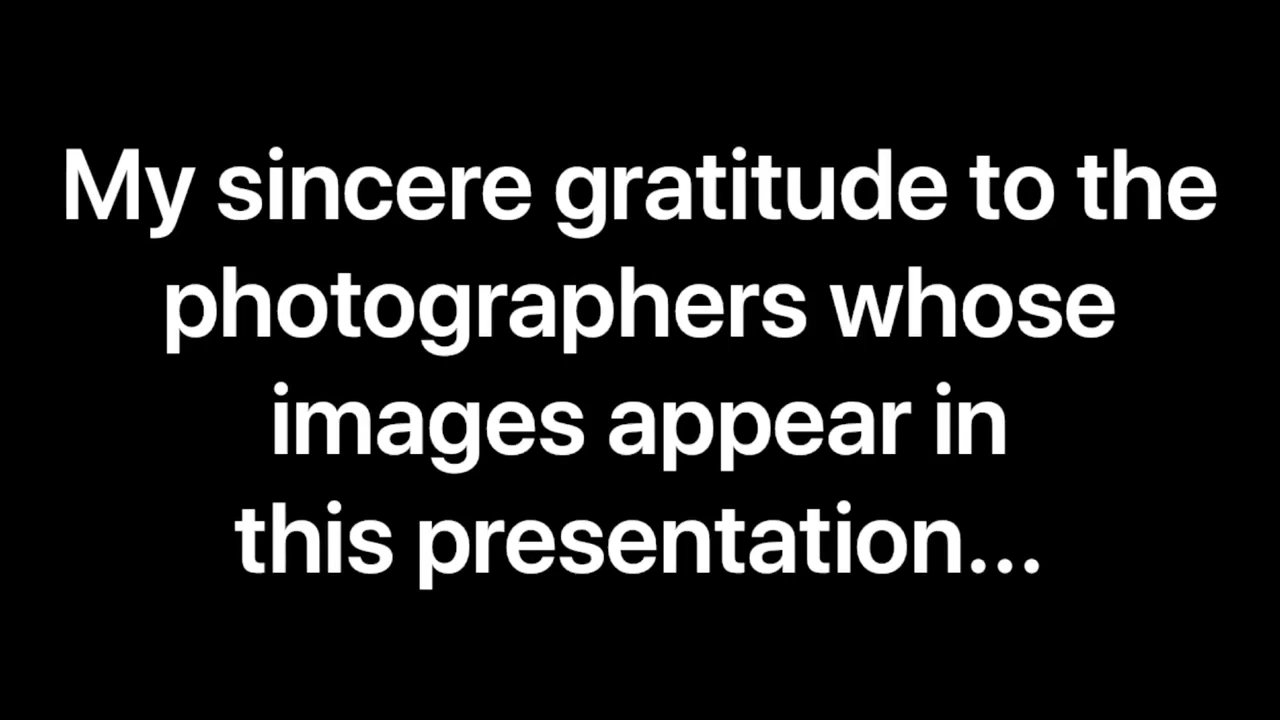 My sincere gratitude to the
photographers whose
images appear in
this presentation...